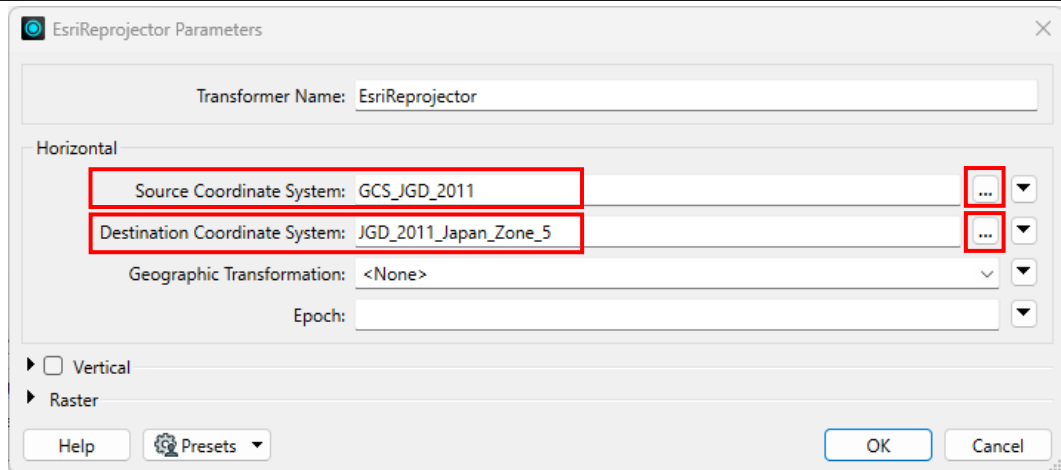 EsriReprojector Parameters
Transformer Name: EsriReprojector
Horizontal
Source Coordinate System: GCS_JGD_2011 ...
Destination Coordinate System: JGD_2011_Japan_Zone_5 ...
Geographic Transformation: <None>
Epoch:
Vertical
Raster
Help Presets OK Cancel